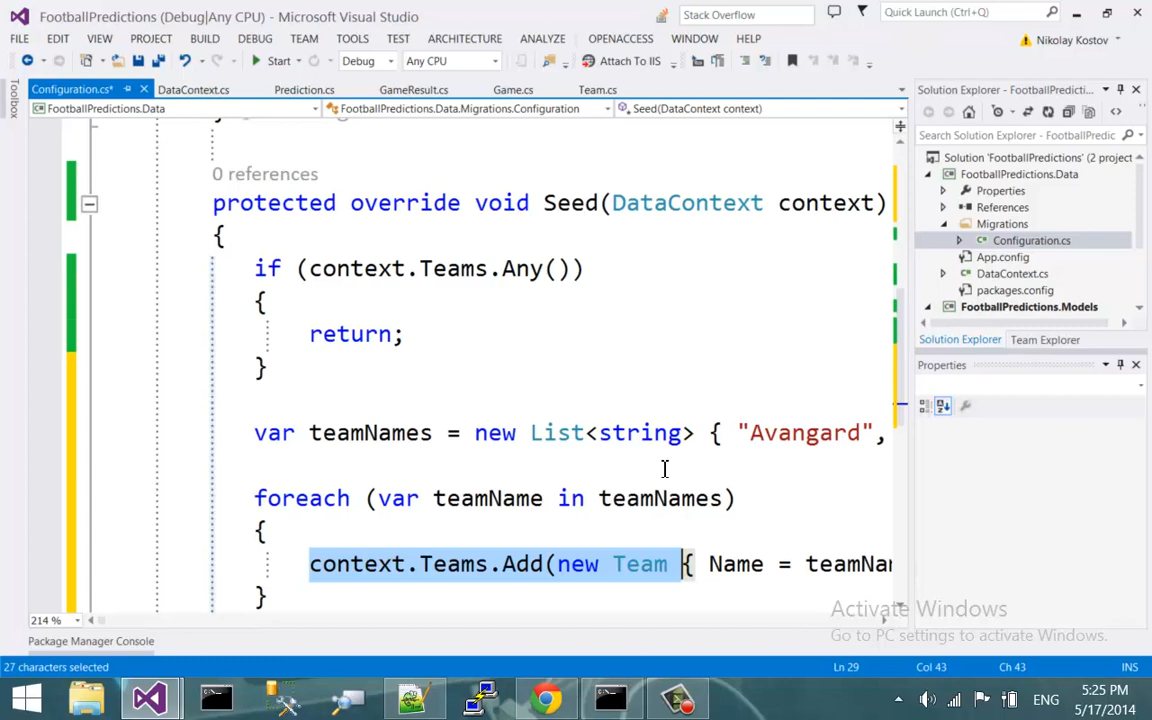 FootballPredictions (Debug|Any CPU) - Microsoft Visual Studio
Stack Overflow
Quick Launch (Ctrl+Q)
FILE EDIT VIEW PROJECT BUILD DEBUG TEAM TOOLS TEST ARCHITECTURE ANALYZE OPENACCESS WINDOW HELP
Nikolay Kostov
Start Debug Any CPU Attach To IIS
Toolbox
Configuration.cs* DataContext.cs Prediction.cs GameResult.cs Game.cs Team.cs
FootballPredictions.Data FootballPredictions.Data.Migrations.Configuration Seed(DataContext context)
0 references
protected override void Seed(DataContext context)
{
if (context.Teams.Any())
{
return;
}
var teamNames = new List<string> { "Avangard",
foreach (var teamName in teamNames)
{
context.Teams.Add(new Team { Name = teamNam
}
214 %
Package Manager Console
Solution Explorer - FootballPredicti...
Search Solution Explorer - FootballPredic
Solution 'FootballPredictions' (2 project
FootballPredictions.Data
Properties
References
Migrations
Configuration.cs
App.config
DataContext.cs
packages.config
FootballPredictions.Models
Solution Explorer Team Explorer
Properties
Activate Windows
Go to PC settings to activate Windows.
27 characters selected Ln 29 Col 43 Ch 43 INS
ENG
5:25 PM
5/17/2014